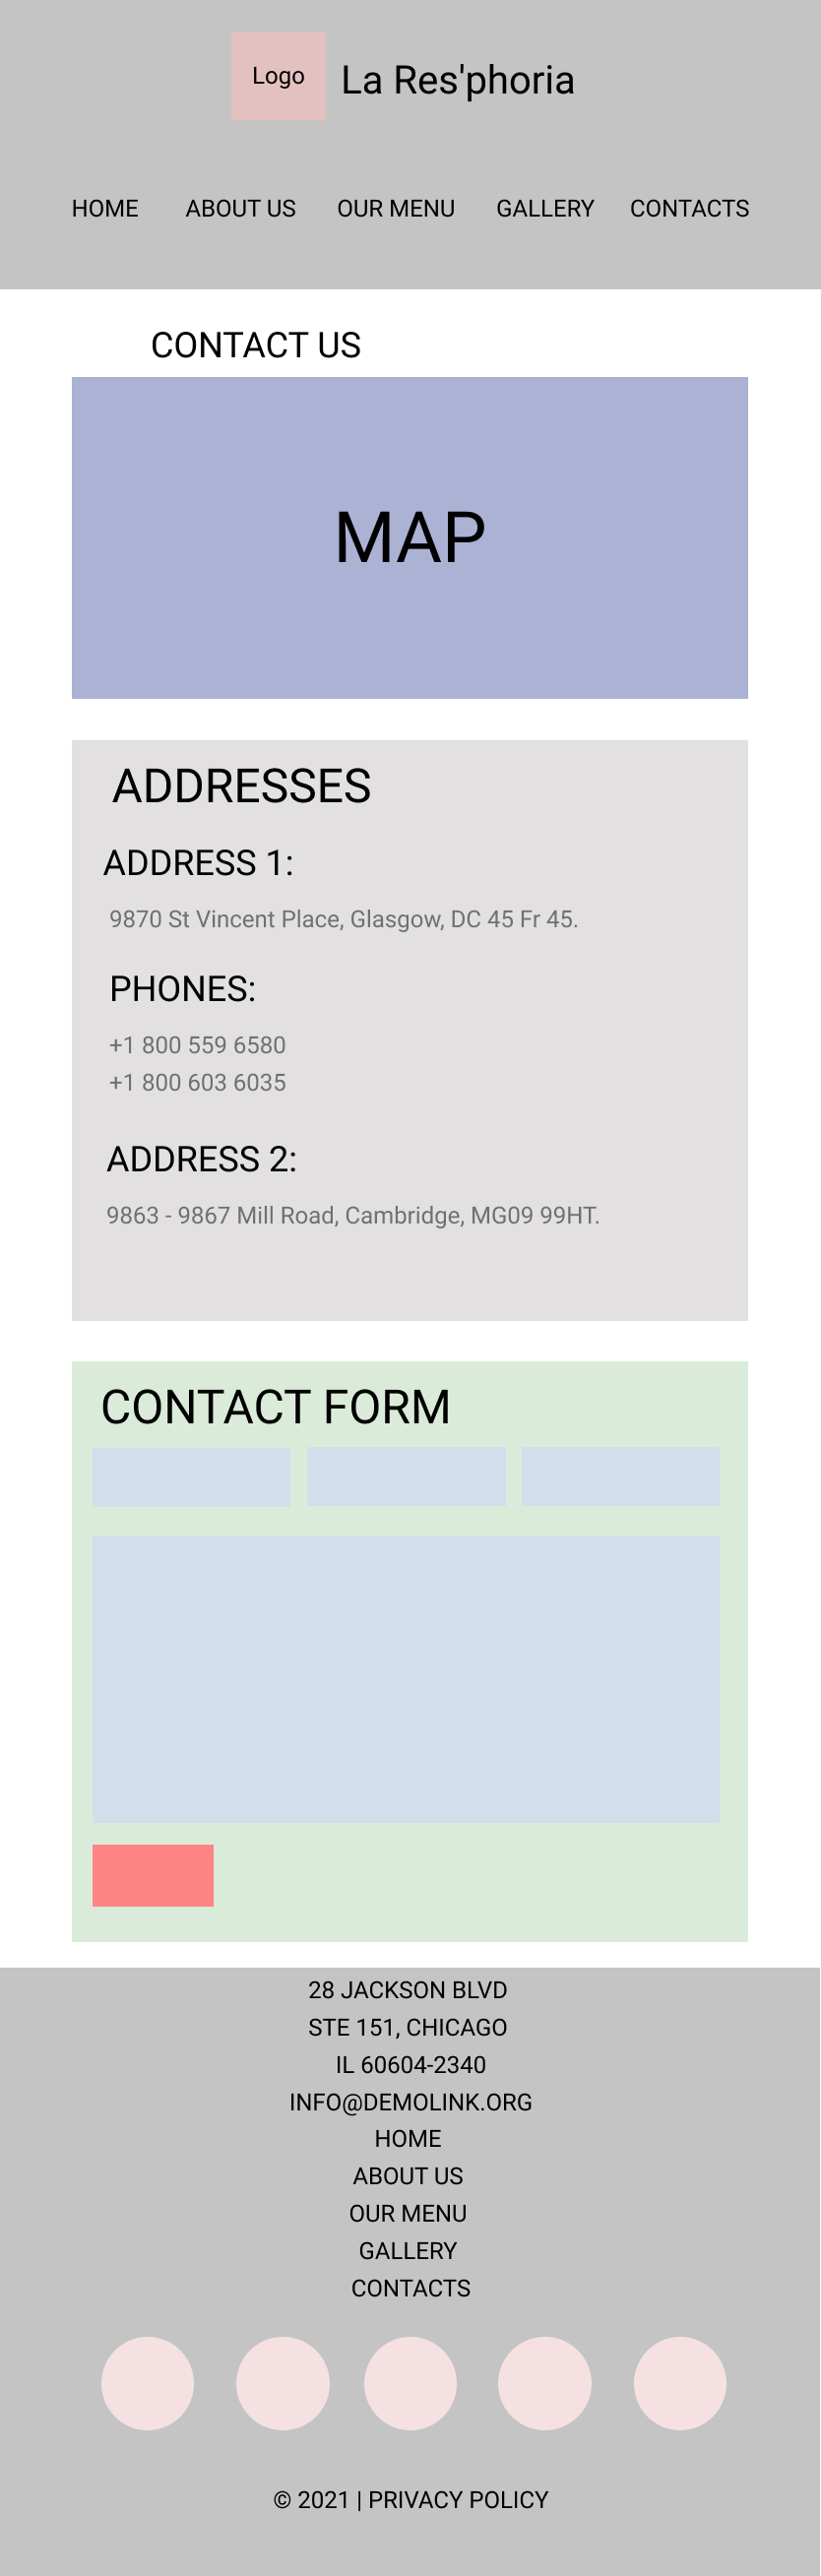 Logo
La Res'phoria
HOME ABOUT US OUR MENU GALLERY CONTACTS
CONTACT US
MAP
ADDRESSES
ADDRESS 1:
9870 St Vincent Place, Glasgow, DC 45 Fr 45.
PHONES:
+1 800 559 6580
+1 800 603 6035
ADDRESS 2:
9863 - 9867 Mill Road, Cambridge, MG09 99HT.
CONTACT FORM
28 JACKSON BLVD
STE 151, CHICAGO
IL 60604-2340
INFO@DEMOLINK.ORG
HOME
ABOUT US
OUR MENU
GALLERY
CONTACTS
© 2021 | PRIVACY POLICY